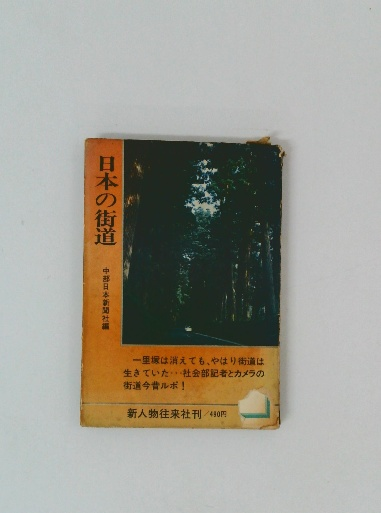 日本の街道
中部日本新聞社編
一里塚は消えても、やはり街道は
生きていた…社会部記者とカメラの
街道今昔ルポ！
新人物往来社刊／480円